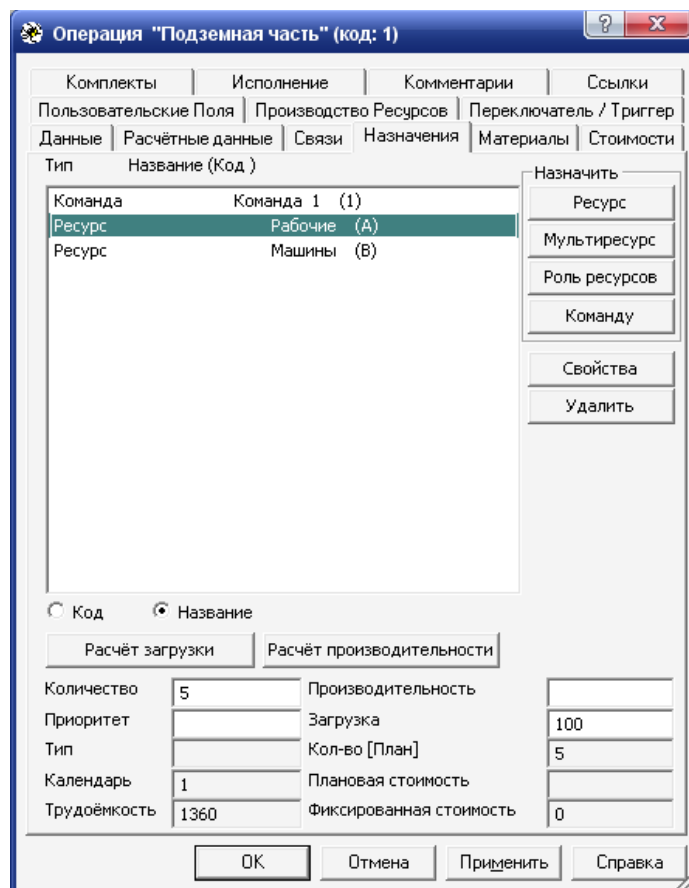 Операция "Подземная часть" (код: 1)
Комплекты Исполнение Комментарии Ссылки
Пользовательские Поля Производство Ресурсов Переключатель / Триггер
Данные Расчётные данные Связи Назначения Материалы Стоимости
Тип Название (Код )
Назначить
Команда Команда 1 (1)
Ресурс Рабочие (A)
Ресурс Машины (B)
Ресурс
Мультиресурс
Роль ресурсов
Команду
Свойства
Удалить
Код Название
Расчёт загрузки Расчёт производительности
Количество 5 Производительность
Приоритет Загрузка 100
Тип Кол-во [План] 5
Календарь 1 Плановая стоимость
Трудоёмкость 1360 Фиксированная стоимость 0
OK Отмена Применить Справка